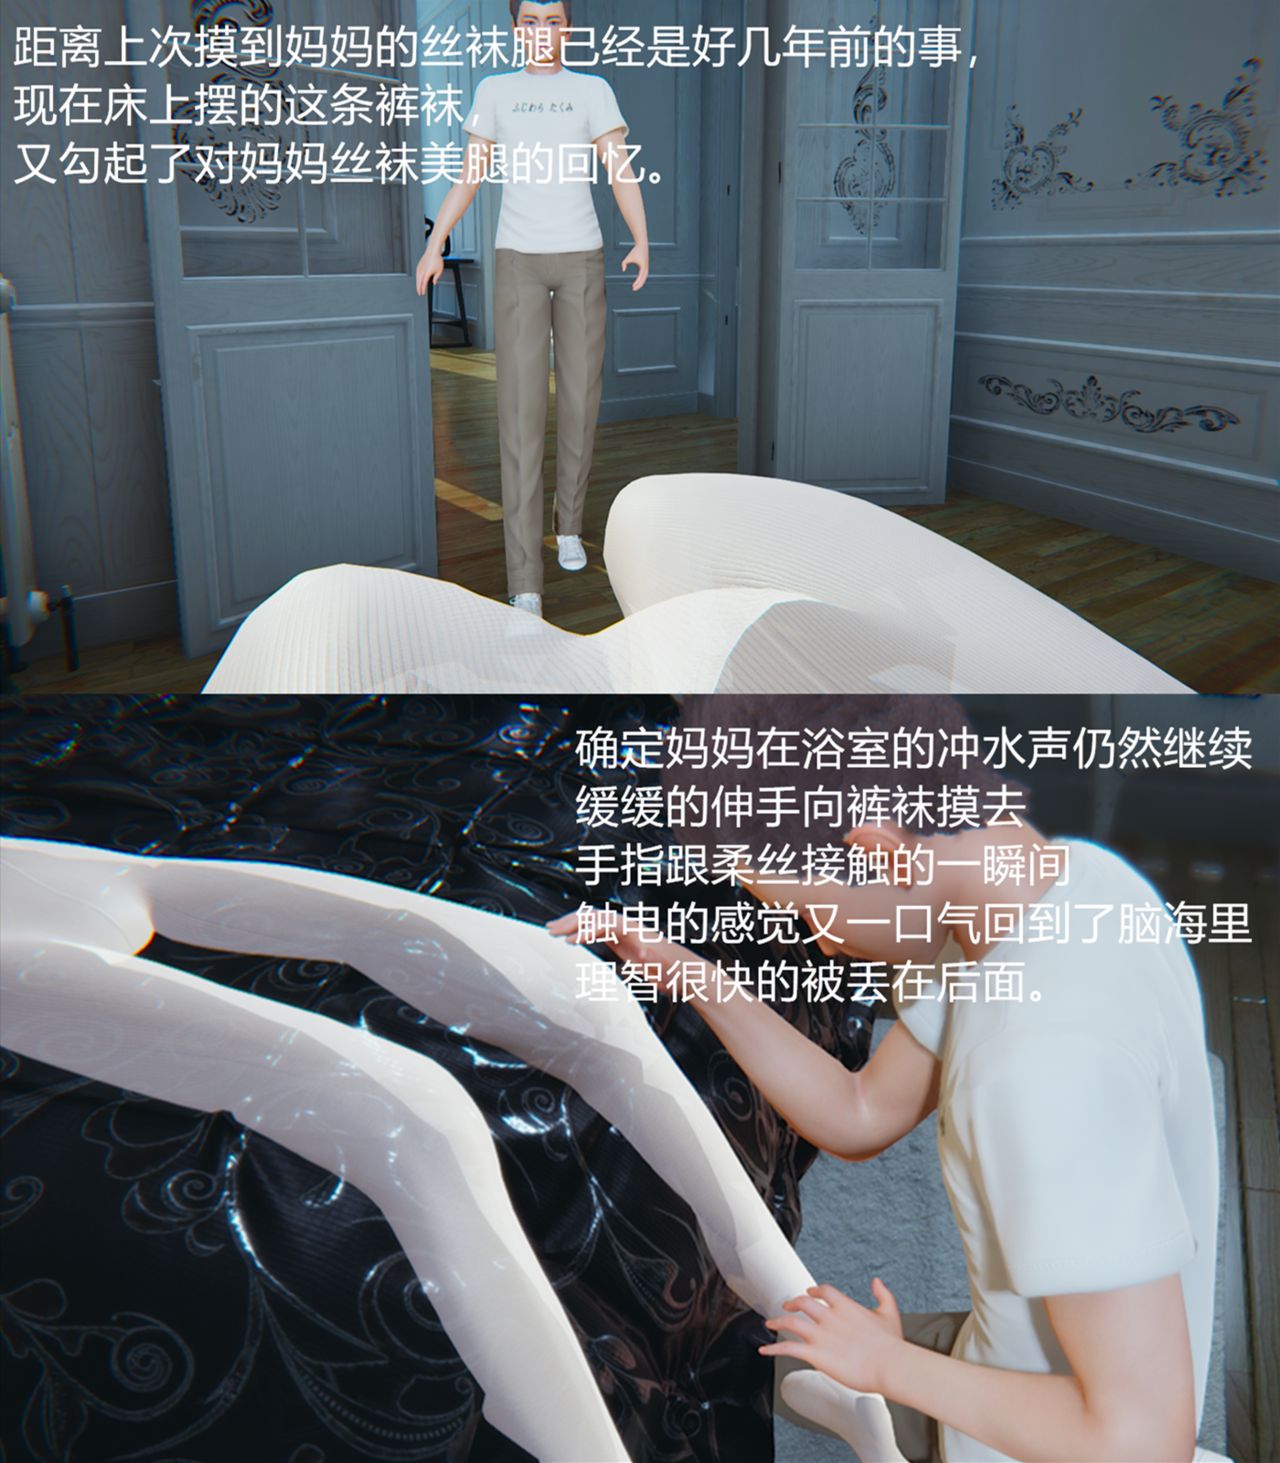 距离上次摸到妈妈的丝袜腿已经是好几年前的事，
现在床上摆的这条裤袜，
又勾起了对妈妈丝袜美腿的回忆。
ふじわら たくみ
确定妈妈在浴室的冲水声仍然继续
缓缓的伸手向裤袜摸去
手指跟柔丝接触的一瞬间
触电的感觉又一口气回到了脑海里
理智很快的被丢在后面。